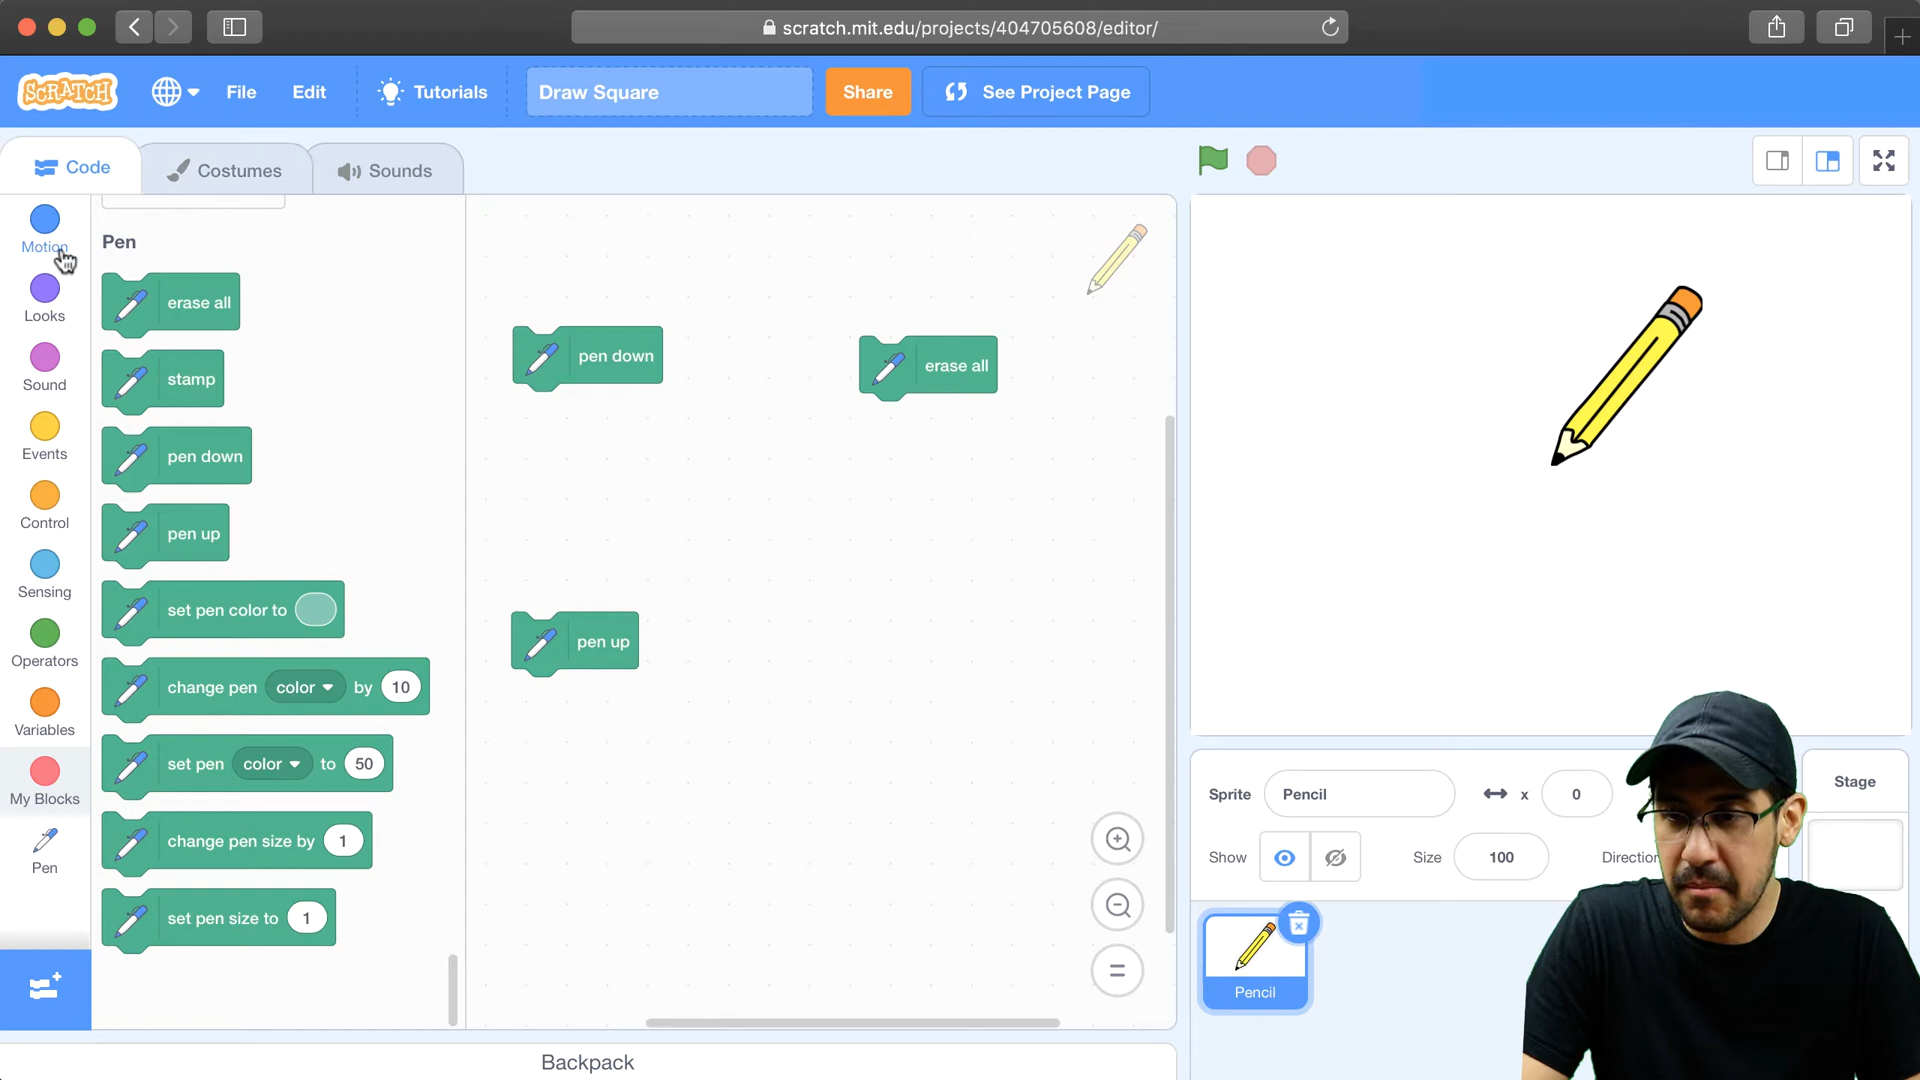 scratch.mit.edu/projects/404705608/editor/
SCRATCH
File
Edit
Tutorials
Draw Square
Share
See Project Page
Code
Costumes
Sounds
Motion
Looks
Sound
Events
Control
Sensing
Operators
Variables
My Blocks
Pen
Pen
erase all
stamp
pen down
pen up
set pen color to
change pen color by 10
set pen color to 50
change pen size by 1
set pen size to 1
pen down
erase all
pen up
Sprite Pencil x 0
Show Size 100
Pencil
Stage
Backpack